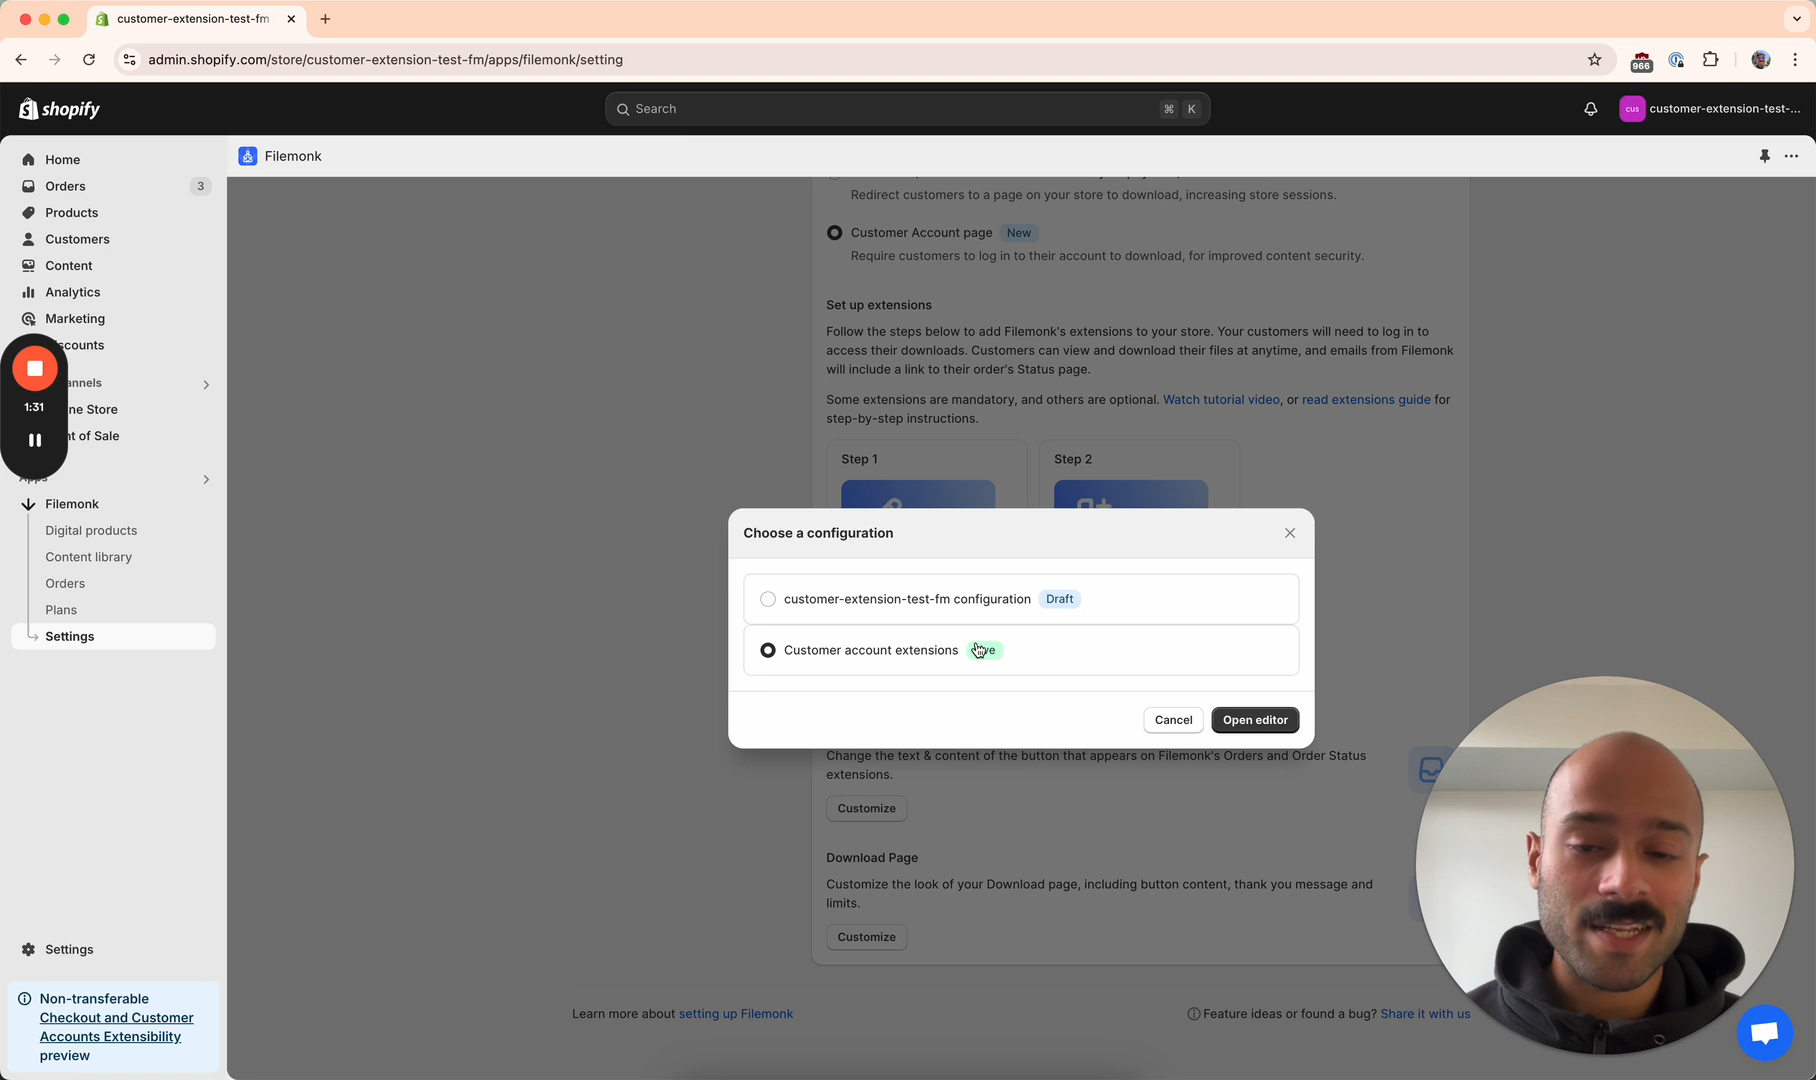 customer-extension-test-fm
admin.shopify.com/store/customer-extension-test-fm/apps/filemonk/setting
966
shopify
Search
⌘ K
cus
customer-extension-test-...
Home
Orders
3
Products
Customers
Content
Analytics
Marketing
scounts
annels
ne Store
nt of Sale
1:31
Apps
Filemonk
Digital products
Content library
Orders
Plans
Settings
Settings
Non-transferable
Checkout and Customer
Accounts Extensibility
preview
Filemonk
Redirect customers to a page on your store to download, increasing store sessions.
Customer Account page New
Require customers to log in to their account to download, for improved content security.
Set up extensions
Follow the steps below to add Filemonk's extensions to your store. Your customers will need to log in to
access their downloads. Customers can view and download their files at anytime, and emails from Filemonk
will include a link to their order's Status page.
Some extensions are mandatory, and others are optional. Watch tutorial video, or read extensions guide for
step-by-step instructions.
Step 1
Step 2
Choose a configuration
customer-extension-test-fm configuration Draft
Customer account extensions
Cancel
Open editor
Change the text & content of the button that appears on Filemonk's Orders and Order Status
extensions.
Customize
Download Page
Customize the look of your Download page, including button content, thank you message and
limits.
Customize
Learn more about setting up Filemonk
Feature ideas or found a bug? Share it with us